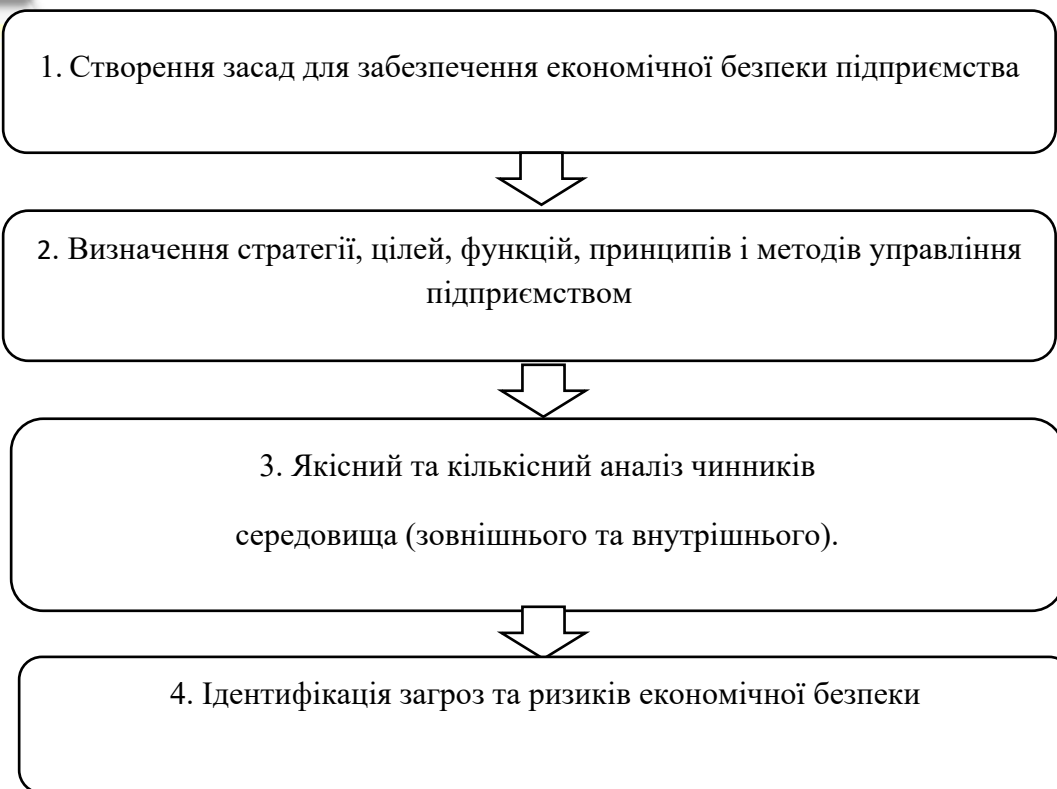 1. Створення засад для забезпечення економічної безпеки підприємства
2. Визначення стратегії, цілей, функцій, принципів і методів управління
підприємством
3. Якісний та кількісний аналіз чинників
середовища (зовнішнього та внутрішнього).
4. Ідентифікація загроз та ризиків економічної безпеки